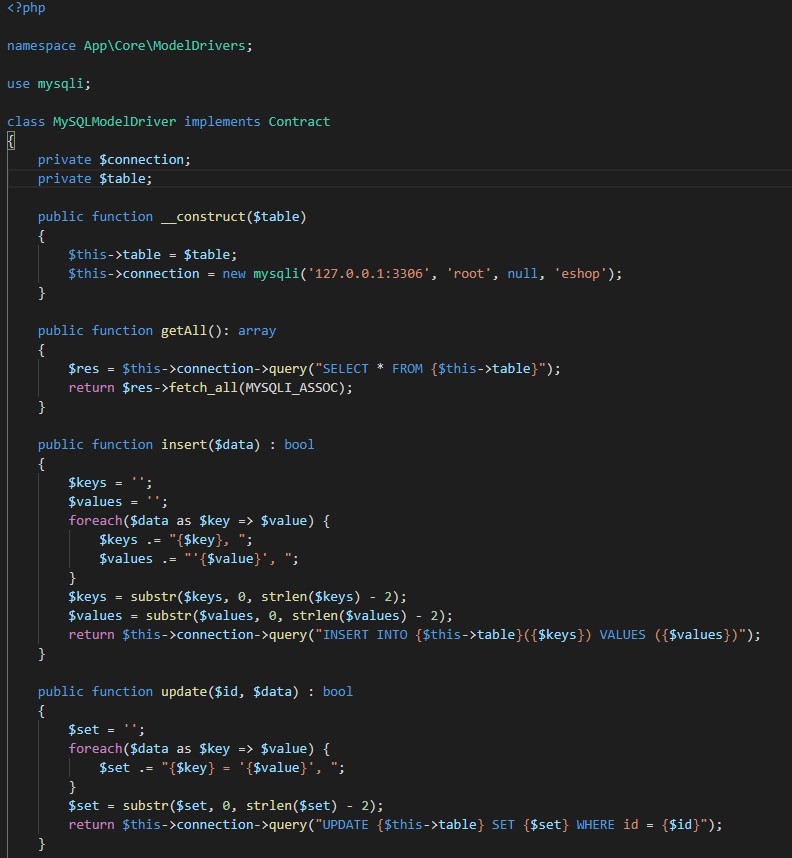 <?php
namespace App\Core\ModelDrivers;
use mysqli;
class MySQLModelDriver implements Contract
{
    private $connection;
    private $table;
    public function __construct($table)
    {
        $this->table = $table;
        $this->connection = new mysqli('127.0.0.1:3306', 'root', null, 'eshop');
    }
    public function getAll(): array
    {
        $res = $this->connection->query("SELECT * FROM {$this->table}");
        return $res->fetch_all(MYSQLI_ASSOC);
    }
    public function insert($data) : bool
    {
        $keys = '';
        $values = '';
        foreach($data as $key => $value) {
            $keys .= "{$key}, ";
            $values .= "'{$value}', ";
        }
        $keys = substr($keys, 0, strlen($keys) - 2);
        $values = substr($values, 0, strlen($values) - 2);
        return $this->connection->query("INSERT INTO {$this->table}({$keys}) VALUES ({$values})");
    }
    public function update($id, $data) : bool
    {
        $set = '';
        foreach($data as $key => $value) {
            $set .= "{$key} = '{$value}', ";
        }
        $set = substr($set, 0, strlen($set) - 2);
        return $this->connection->query("UPDATE {$this->table} SET {$set} WHERE id = {$id}");
    }